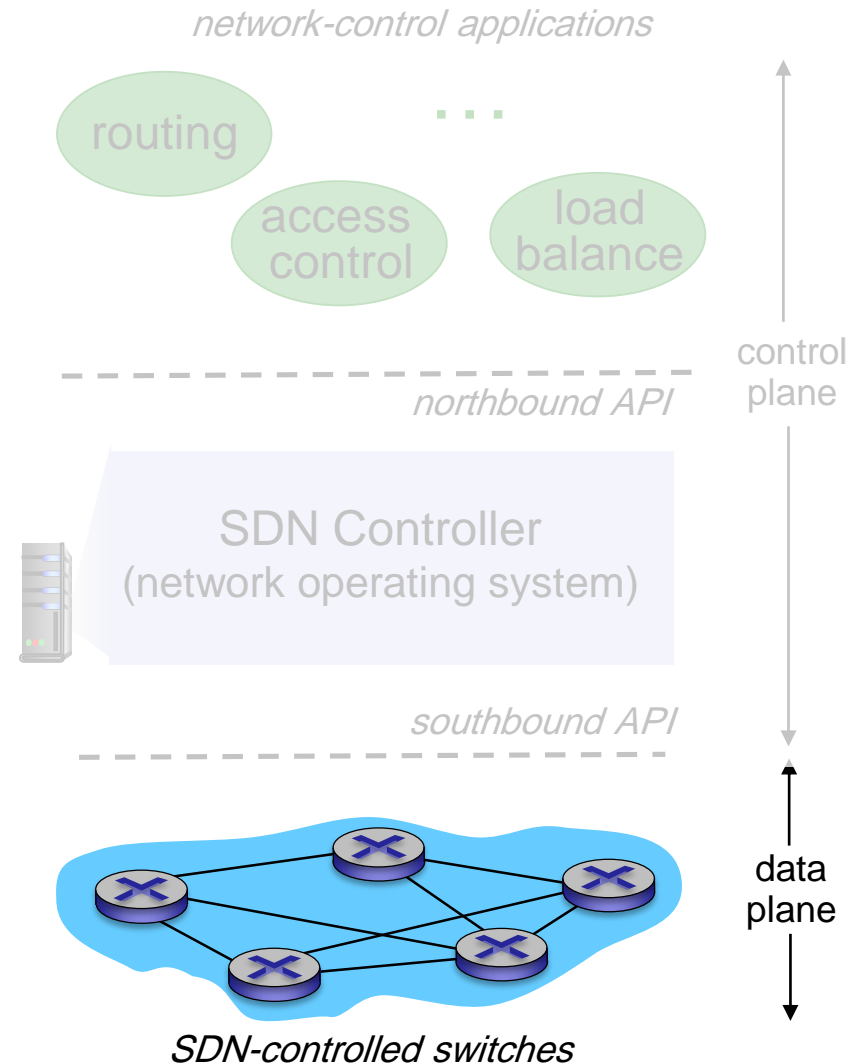 network-control applications
routing
...
access
control
load
balance
control
plane
northbound API
SDN Controller
(network operating system)
southbound API
data
plane
SDN-controlled switches